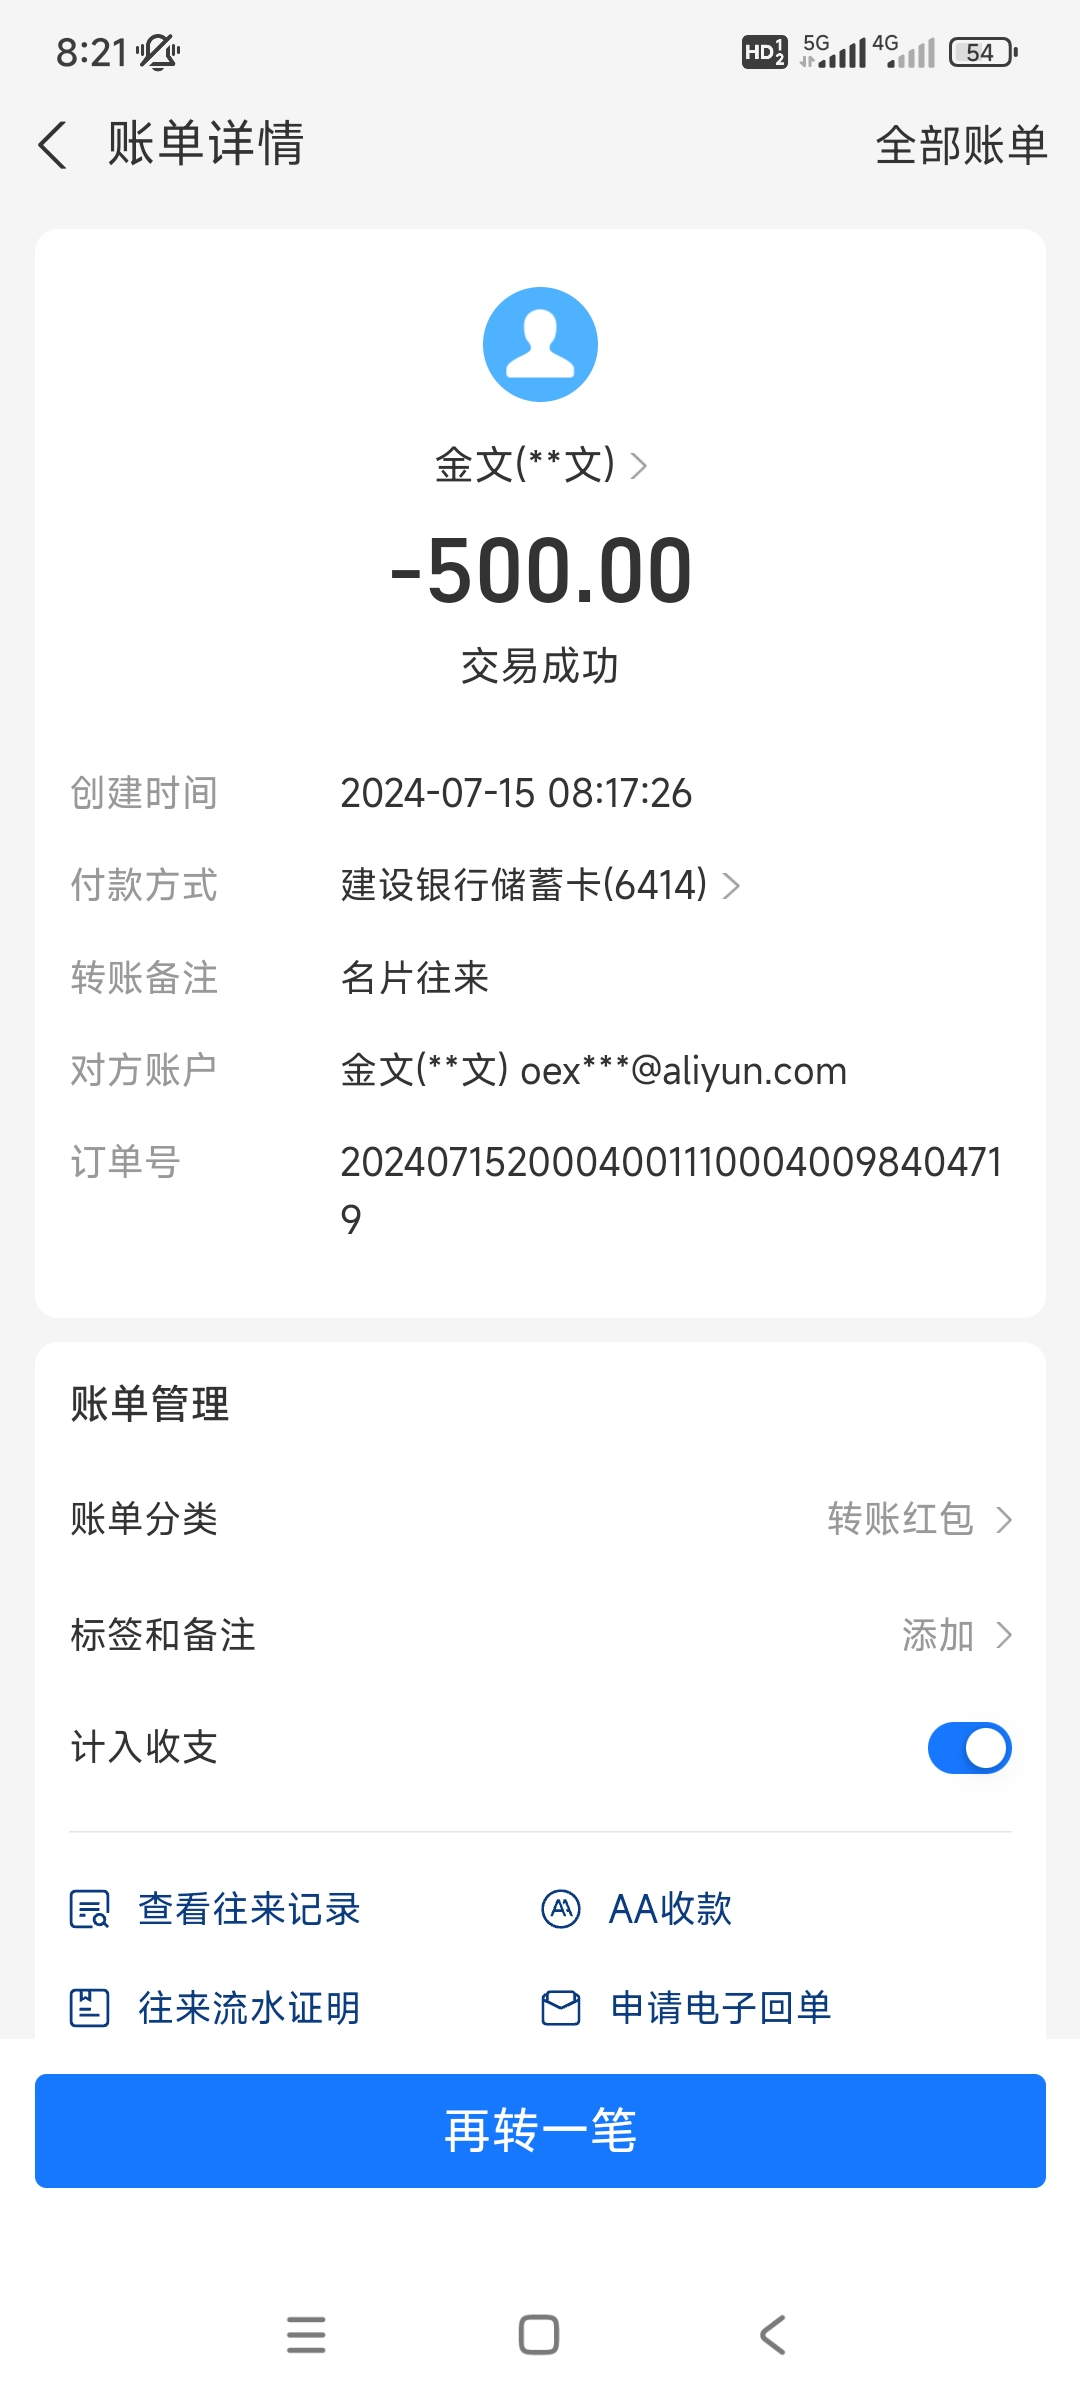 8:21 HD 1 2 5G 4G 54
账单详情 全部账单
金文(**文)
-500.00
交易成功
创建时间 2024-07-15 08:17:26
付款方式 建设银行储蓄卡(6414)
转账备注 名片往来
对方账户 金文(**文) oex***@aliyun.com
订单号 2024071520004001110004009840471
9
账单管理
账单分类 转账红包
标签和备注 添加
计入收支
查看往来记录 AA收款
往来流水证明 申请电子回单
再转一笔